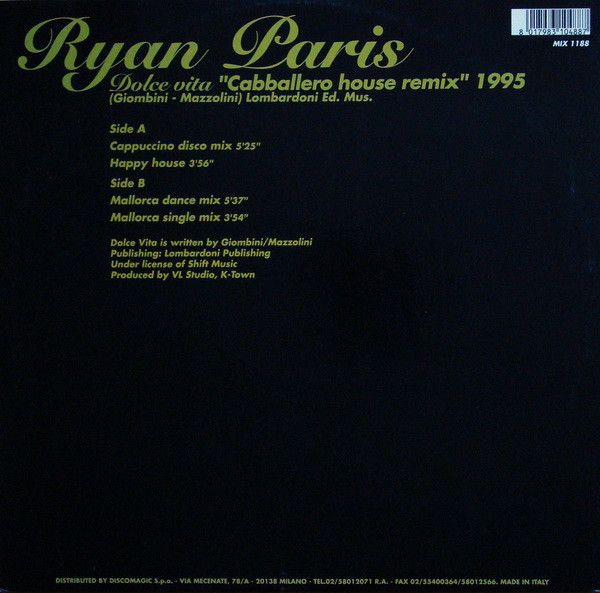 Ryan Paris
8 017983 104887
MIX 1188
Dolce vita "Cabballero house remix" 1995
(Giombini - Mazzolini) Lombardoni Ed. Mus.
Side A
Cappuccino disco mix 5'25"
Happy house 3'56"
Side B
Mallorca dance mix 5'37"
Mallorca single mix 3'54"
Dolce Vita is written by Giombini/Mazzolini
Publishing: Lombardoni Publishing
Under license of Shift Music
Produced by VL Studio, K-Town
DISTRIBUTED BY DISCOMAGIC S.p.a. - VIA MECENATE, 78/A - 20138 MILANO - TEL.02/58012071 R.A. - FAX 02/55400364/58012566. MADE IN ITALY